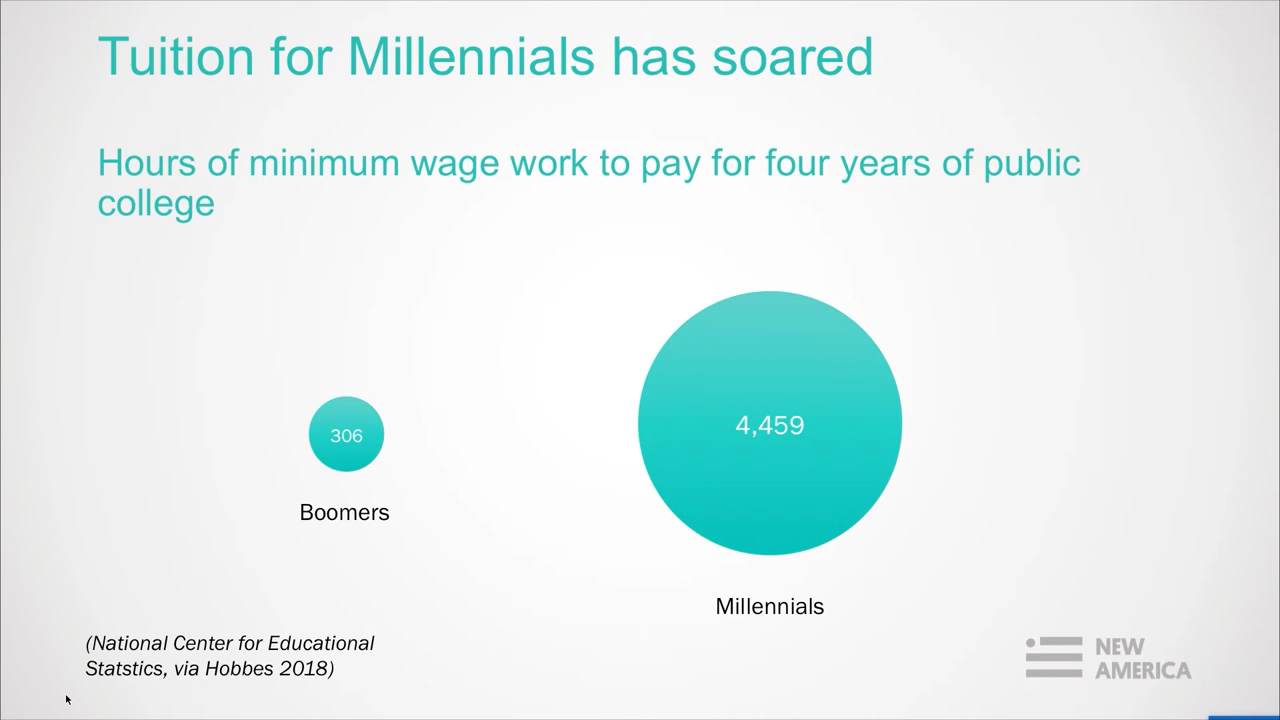 Tuition for Millennials has soared
Hours of minimum wage work to pay for four years of public
college
306
4,459
Boomers
Millennials
(National Center for Educational
Statstics, via Hobbes 2018)
NEW
AMERICA